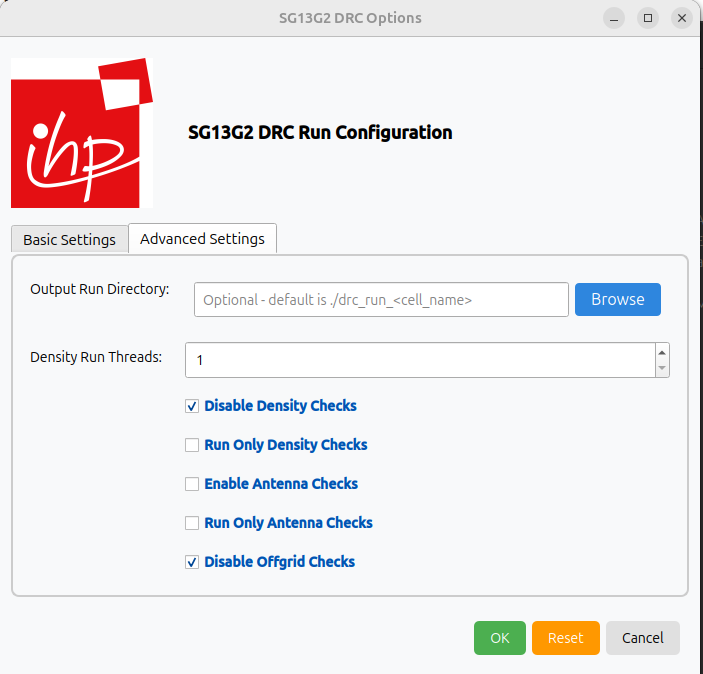 SG13G2 DRC Options
ihp
SG13G2 DRC Run Configuration
Basic Settings
Advanced Settings
Output Run Directory:
Optional - default is ./drc_run_<cell_name>
Browse
Density Run Threads:
1
Disable Density Checks
Run Only Density Checks
Enable Antenna Checks
Run Only Antenna Checks
Disable Offgrid Checks
OK
Reset
Cancel